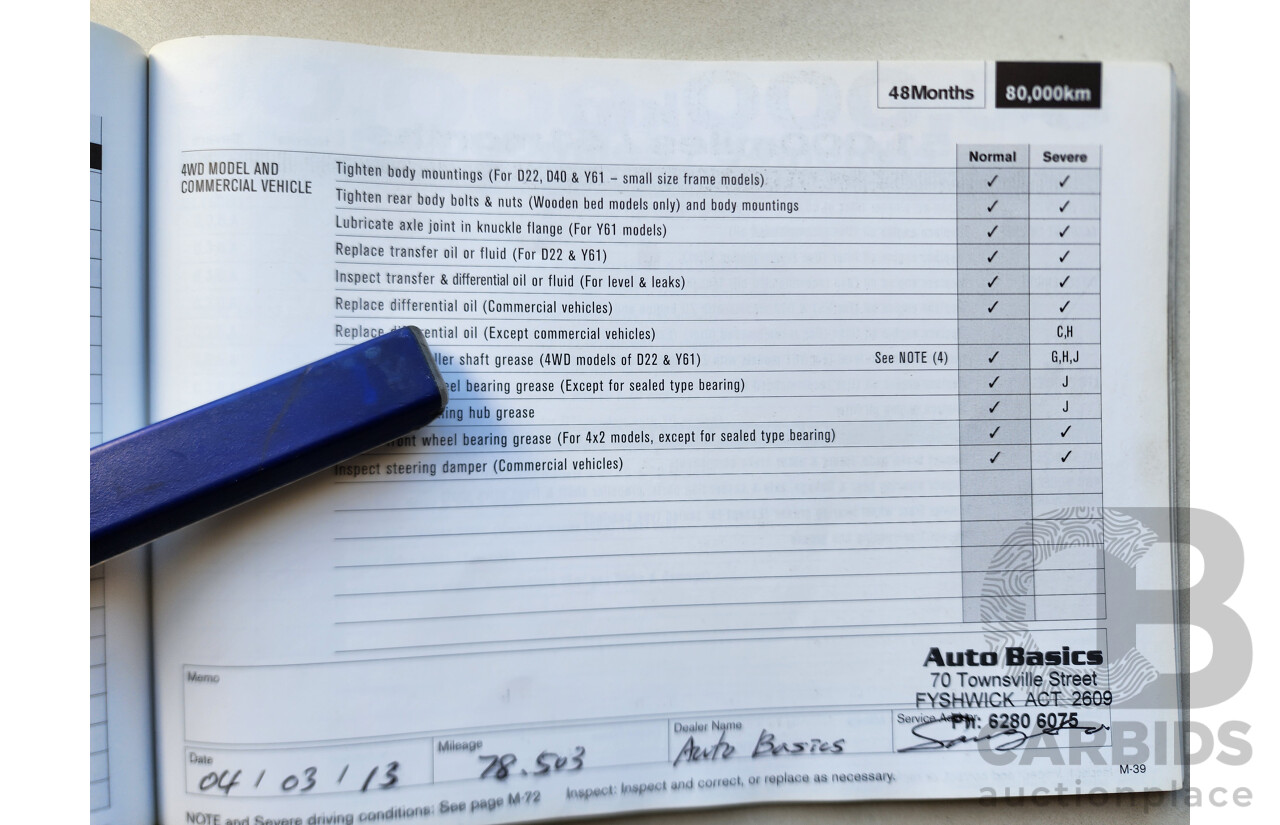 48Months 80,000km
Normal Severe
4WD MODEL AND
COMMERCIAL VEHICLE
Tighten body mountings (For D22, D40 & Y61 – small size frame models) ✓ ✓
Tighten rear body bolts & nuts (Wooden bed models only) and body mountings ✓ ✓
Lubricate axle joint in knuckle flange (For Y61 models) ✓ ✓
Replace transfer oil or fluid (For D22 & Y61) ✓ ✓
Inspect transfer & differential oil or fluid (For level & leaks) ✓ ✓
Replace differential oil (Commercial vehicles) ✓ ✓
Replace differential oil (Except commercial vehicles) C,H
shaft grease (4WD models of D22 & Y61) See NOTE (4) ✓ G,H,J
bearing grease (Except for sealed type bearing) ✓ J
hub grease ✓ J
front wheel bearing grease (For 4x2 models, except for sealed type bearing) ✓ ✓
Inspect steering damper (Commercial vehicles) ✓ ✓
Memo
Auto Basics
70 Townsville Street
FYSHWICK ACT 2609
PH: 6280 6075
Date 04 / 03 / 13
Mileage 78.503
Dealer Name Auto Basics
Service
NOTE and Severe driving conditions: See page M-72 Inspect: Inspect and correct, or replace as necessary.
M-39
CARBIDS
auctionplace